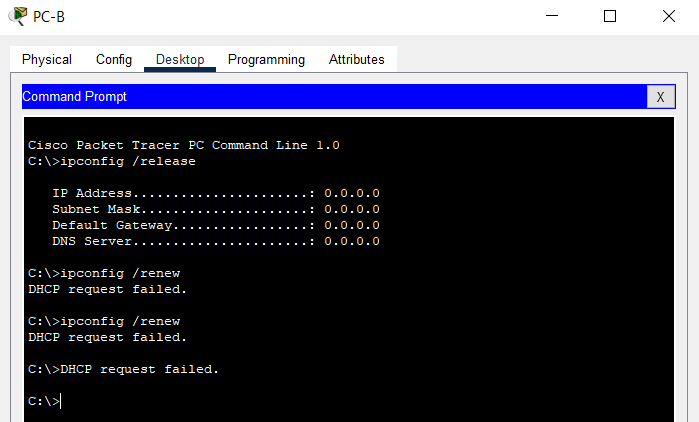 PC-B
Physical Config Desktop Programming Attributes
Command Prompt X
Cisco Packet Tracer PC Command Line 1.0
C:\>ipconfig /release
IP Address......................: 0.0.0.0
Subnet Mask.....................: 0.0.0.0
Default Gateway.................: 0.0.0.0
DNS Server......................: 0.0.0.0
C:\>ipconfig /renew
DHCP request failed.
C:\>ipconfig /renew
DHCP request failed.
C:\>DHCP request failed.
C:\>